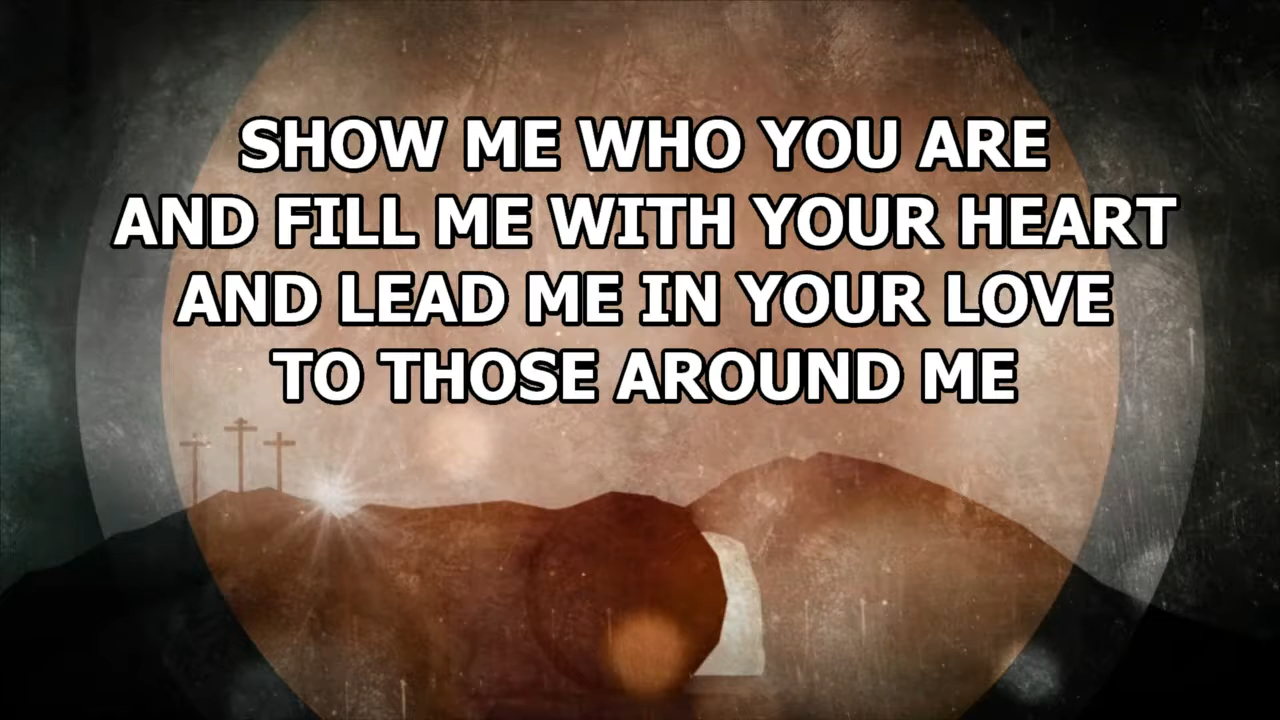 SHOW ME WHO YOU ARE
AND FILL ME WITH YOUR HEART
AND LEAD ME IN YOUR LOVE
TO THOSE AROUND ME